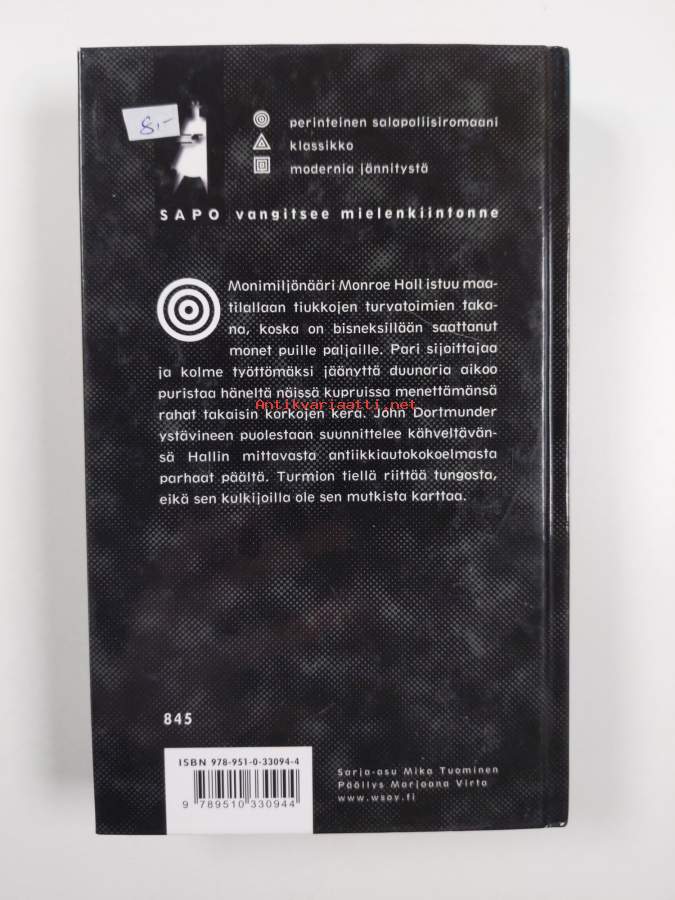 8,-
perinteinen salapoliisiromaani
klassikko
modernia jännitystä
SAPO vangitsee mielenkiintonne
Monimiljönääri Monroe Hall istuu maa-
tilallaan tiukkojen turvatoimien taka-
na, koska on bisneksillään saattanut
monet puille paljaille. Pari sijoittajaa
ja kolme työttömäksi jäänyttä duunaria aikoo
puristaa häneltä näissä kupruissa menettämänsä
Antikvariaatti.net
rahat takaisin korkojen kera. John Dortmunder
ystävineen puolestaan suunnittelee kähveltävän-
sä Hallin mittavasta antiikkiautokokoelmasta
parhaat päältä. Turmion tiellä riittää tungosta,
eikä sen kulkijoilla ole sen mutkista karttaa.
845
ISBN 978-951-0-33094-4
9 789510 330944
Sarja-asu Mika Tuominen
Päällys Marjaana Virta
www.wsoy.fi